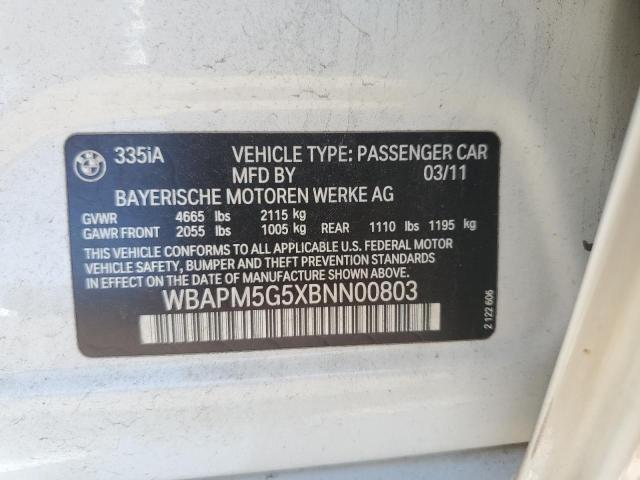 BMW
335iA VEHICLE TYPE: PASSENGER CAR
MFD BY 03/11
BAYERISCHE MOTOREN WERKE AG
GVWR 4665 lbs 2115 kg
GAWR FRONT 2055 lbs 1005 kg REAR 1110 lbs 1195 kg
THIS VEHICLE CONFORMS TO ALL APPLICABLE U.S. FEDERAL MOTOR
VEHICLE SAFETY, BUMPER AND THEFT PREVENTION STANDARDS
IN EFFECT ON THE DATE OF MANUFACTURE SHOWN ABOVE.
WBAPM5G5XBNN00803
2 122 606